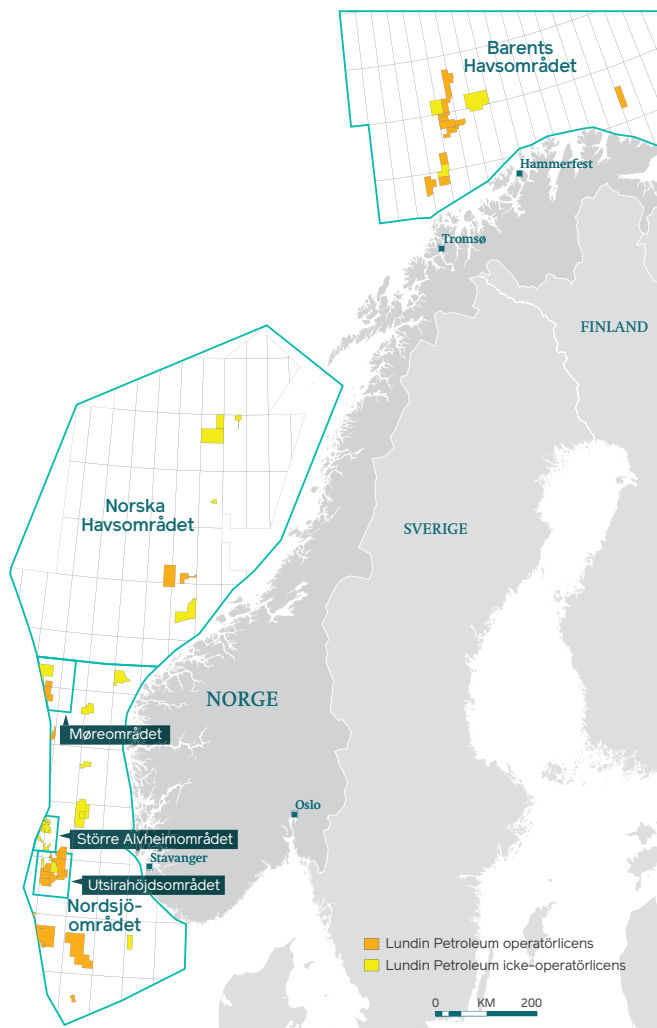 Barents
Havsområdet
Hammerfest
Tromsø
FINLAND
Norska
Havsområdet
SVERIGE
NORGE
Møreområdet
Oslo
Större Alvheimområdet
Stavanger
Utsirahöjdsområdet
Nordsjö-
området
Lundin Petroleum operatörlicens
Lundin Petroleum icke-operatörlicens
0 KM 200